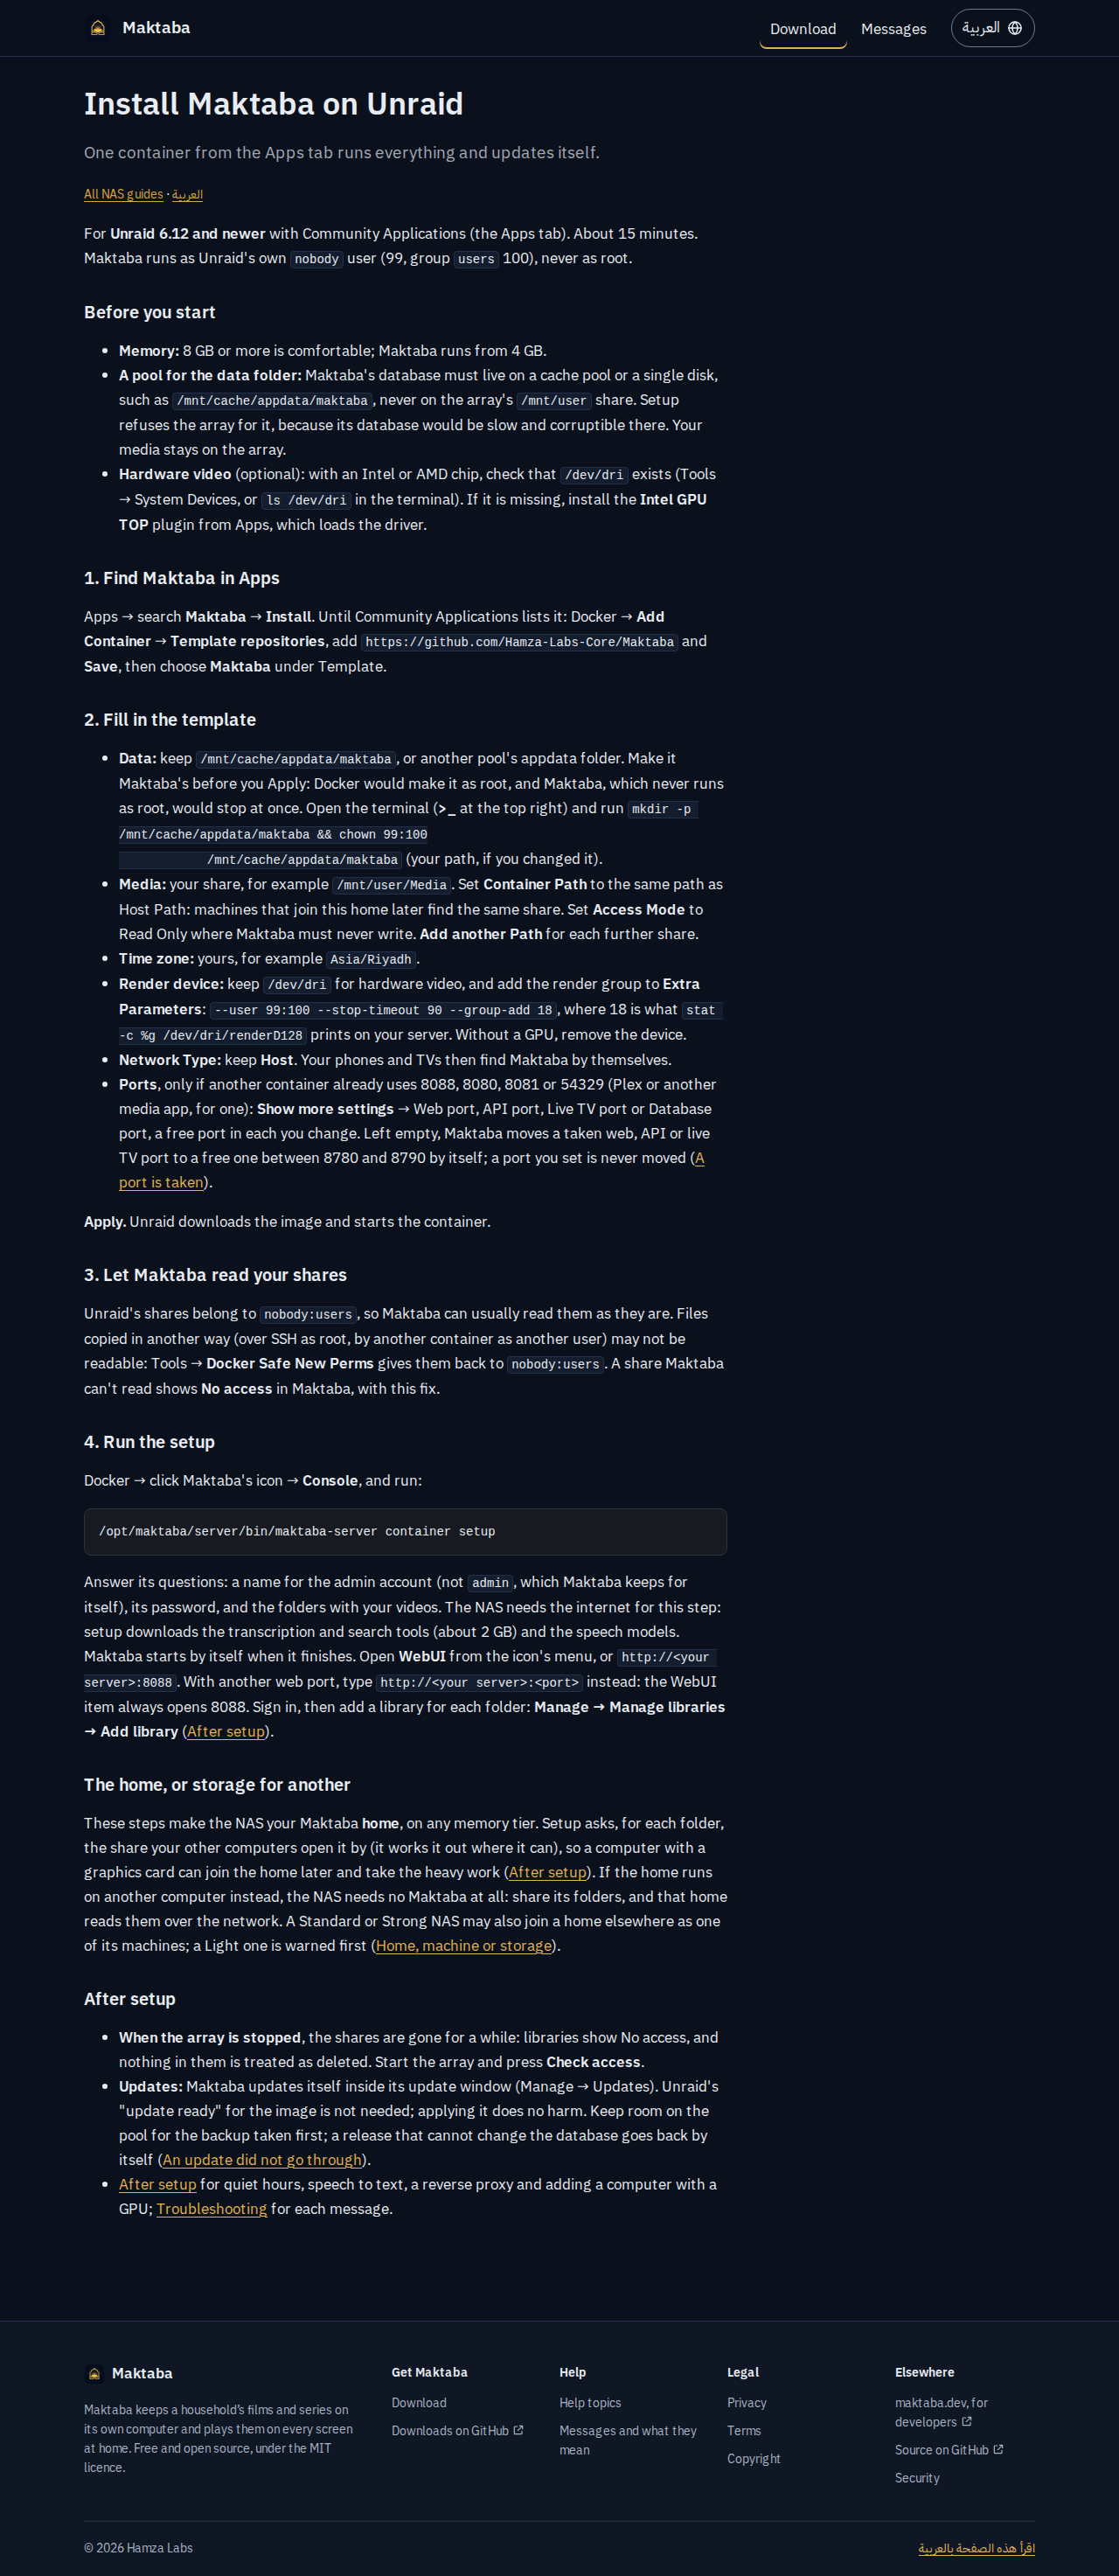 Maktaba
Download
Messages
العربية
Install Maktaba on Unraid
One container from the Apps tab runs everything and updates itself.
All NAS guides · العربية
For Unraid 6.12 and newer with Community Applications (the Apps tab). About 15 minutes.
Maktaba runs as Unraid's own nobody user (99, group users 100), never as root.
Before you start
• Memory: 8 GB or more is comfortable; Maktaba runs from 4 GB.
• A pool for the data folder: Maktaba's database must live on a cache pool or a single disk,
such as /mnt/cache/appdata/maktaba, never on the array's /mnt/user share. Setup
refuses the array for it, because its database would be slow and corruptible there. Your
media stays on the array.
• Hardware video (optional): with an Intel or AMD chip, check that /dev/dri exists (Tools
→ System Devices, or ls /dev/dri in the terminal). If it is missing, install the Intel GPU
TOP plugin from Apps, which loads the driver.
1. Find Maktaba in Apps
Apps → search Maktaba → Install. Until Community Applications lists it: Docker → Add
Container → Template repositories, add https://github.com/Hamza-Labs-Core/Maktaba and
Save, then choose Maktaba under Template.
2. Fill in the template
• Data: keep /mnt/cache/appdata/maktaba, or another pool's appdata folder. Make it
Maktaba's before you Apply: Docker would make it as root, and Maktaba, which never runs
as root, would stop at once. Open the terminal (>_ at the top right) and run mkdir -p
/mnt/cache/appdata/maktaba && chown 99:100
/mnt/cache/appdata/maktaba (your path, if you changed it).
• Media: your share, for example /mnt/user/Media. Set Container Path to the same path as
Host Path: machines that join this home later find the same share. Set Access Mode to
Read Only where Maktaba must never write. Add another Path for each further share.
• Time zone: yours, for example Asia/Riyadh.
• Render device: keep /dev/dri for hardware video, and add the render group to Extra
Parameters: --user 99:100 --stop-timeout 90 --group-add 18, where 18 is what stat
-c %g /dev/dri/renderD128 prints on your server. Without a GPU, remove the device.
• Network Type: keep Host. Your phones and TVs then find Maktaba by themselves.
• Ports, only if another container already uses 8088, 8080, 8081 or 54329 (Plex or another
media app, for one): Show more settings → Web port, API port, Live TV port or Database
port, a free port in each you change. Left empty, Maktaba moves a taken web, API or live
TV port to a free one between 8780 and 8790 by itself; a port you set is never moved (A
port is taken).
Apply. Unraid downloads the image and starts the container.
3. Let Maktaba read your shares
Unraid's shares belong to nobody:users, so Maktaba can usually read them as they are. Files
copied in another way (over SSH as root, by another container as another user) may not be
readable: Tools → Docker Safe New Perms gives them back to nobody:users. A share Maktaba
can't read shows No access in Maktaba, with this fix.
4. Run the setup
Docker → click Maktaba's icon → Console, and run:
/opt/maktaba/server/bin/maktaba-server container setup
Answer its questions: a name for the admin account (not admin, which Maktaba keeps for
itself), its password, and the folders with your videos. The NAS needs the internet for this step:
setup downloads the transcription and search tools (about 2 GB) and the speech models.
Maktaba starts by itself when it finishes. Open WebUI from the icon's menu, or http://<your
server>:8088. With another web port, type http://<your server>:<port> instead: the WebUI
item always opens 8088. Sign in, then add a library for each folder: Manage → Manage libraries
→ Add library (After setup).
The home, or storage for another
These steps make the NAS your Maktaba home, on any memory tier. Setup asks, for each folder,
the share your other computers open it by (it works it out where it can), so a computer with a
graphics card can join the home later and take the heavy work (After setup). If the home runs
on another computer instead, the NAS needs no Maktaba at all: share its folders, and that home
reads them over the network. A Standard or Strong NAS may also join a home elsewhere as one
of its machines; a Light one is warned first (Home, machine or storage).
After setup
• When the array is stopped, the shares are gone for a while: libraries show No access, and
nothing in them is treated as deleted. Start the array and press Check access.
• Updates: Maktaba updates itself inside its update window (Manage → Updates). Unraid's
"update ready" for the image is not needed; applying it does no harm. Keep room on the
pool for the backup taken first; a release that cannot change the database goes back by
itself (An update did not go through).
• After setup for quiet hours, speech to text, a reverse proxy and adding a computer with a
GPU; Troubleshooting for each message.
Maktaba
Maktaba keeps a household's films and series on
its own computer and plays them on every screen
at home. Free and open source, under the MIT
licence.
Get Maktaba
Download
Downloads on GitHub
Help
Help topics
Messages and what they
mean
Legal
Privacy
Terms
Copyright
Elsewhere
maktaba.dev, for
developers
Source on GitHub
Security
© 2026 Hamza Labs
اقرأ هذه الصفحة بالعربية